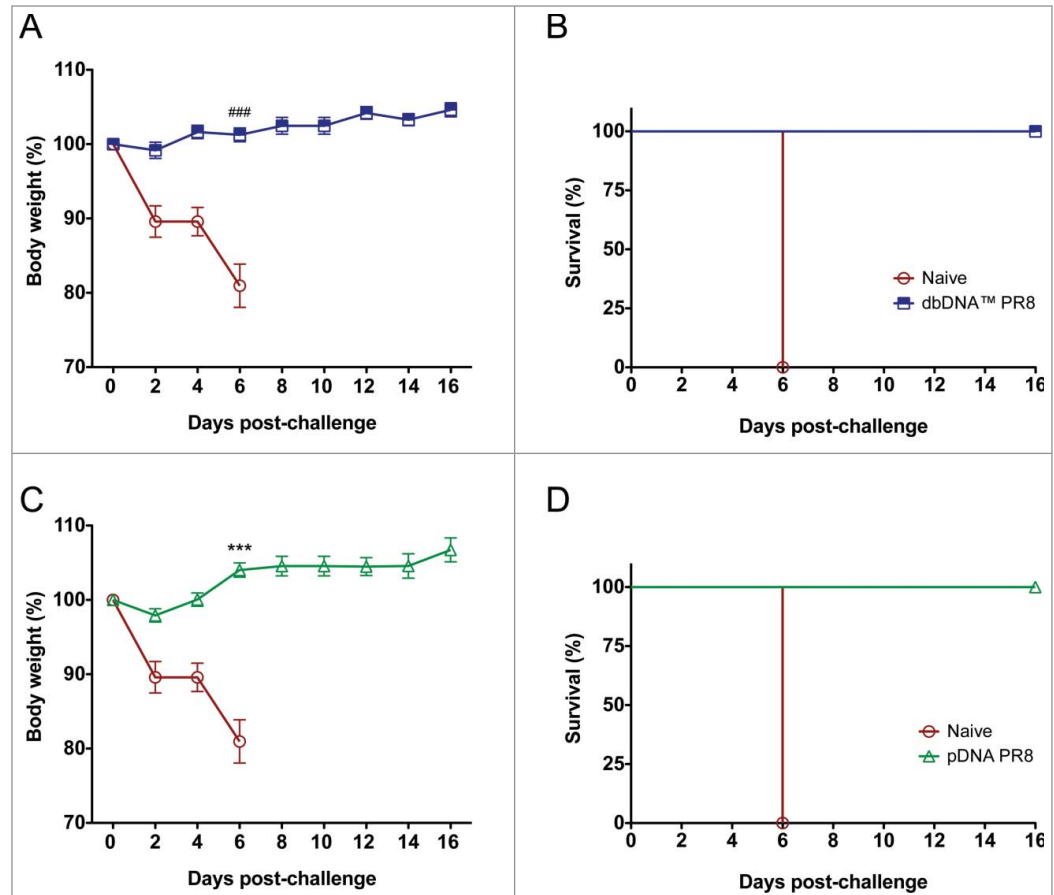 A
110
100
90
80
70
Body weight (%)
###
0 2 4 6 8 10 12 14 16
Days post-challenge
B
100
75
50
25
0
Survival (%)
Naive
dbDNA™ PR8
0 2 4 6 8 10 12 14 16
Days post-challenge
C
110
100
90
80
70
Body weight (%)
***
0 2 4 6 8 10 12 14 16
Days post-challenge
D
100
75
50
25
0
Survival (%)
Naive
pDNA PR8
0 2 4 6 8 10 12 14 16
Days post-challenge